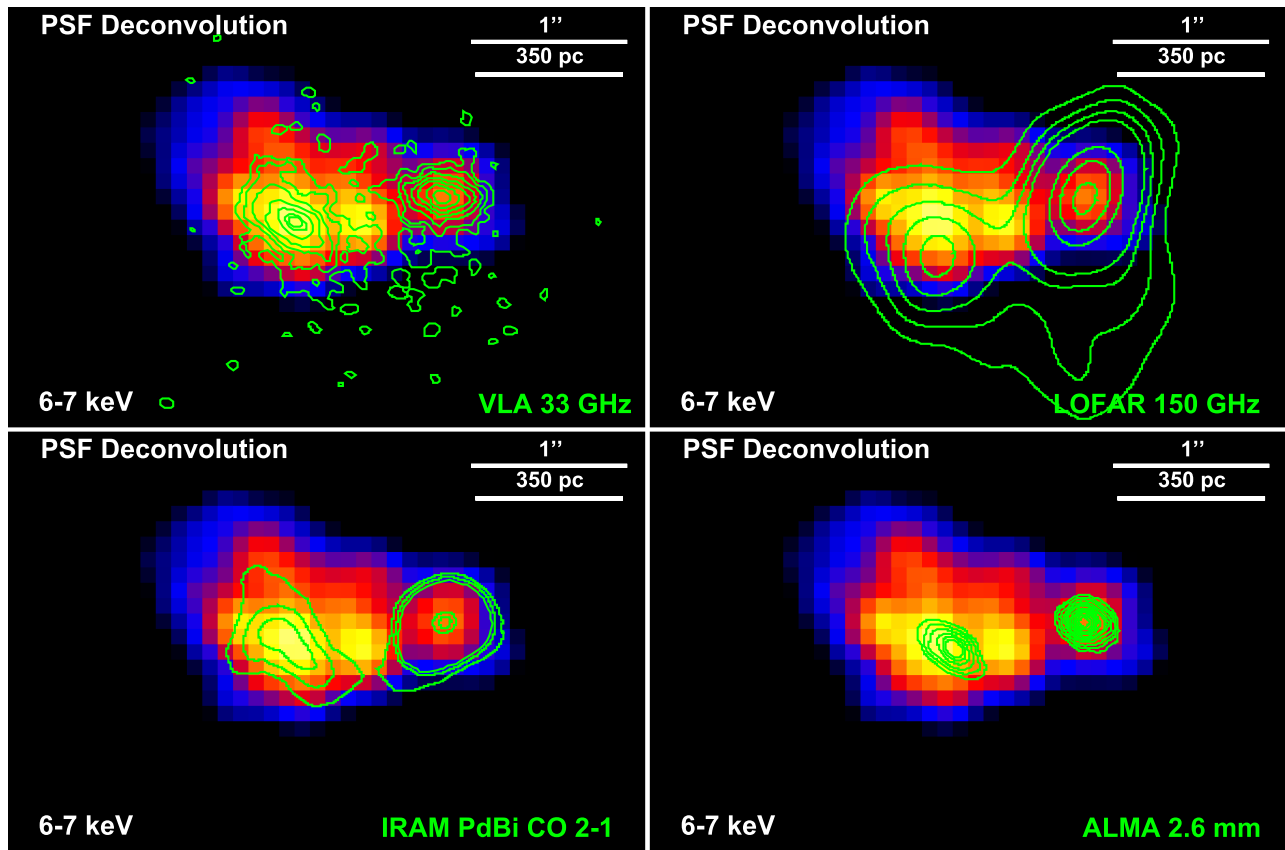 PSF Deconvolution
1’’
350 pc
6-7 keV
VLA 33 GHz
PSF Deconvolution
1’’
350 pc
6-7 keV
LOFAR 150 GHz
PSF Deconvolution
1’’
350 pc
6-7 keV
IRAM PdBi CO 2-1
PSF Deconvolution
1’’
350 pc
6-7 keV
ALMA 2.6 mm